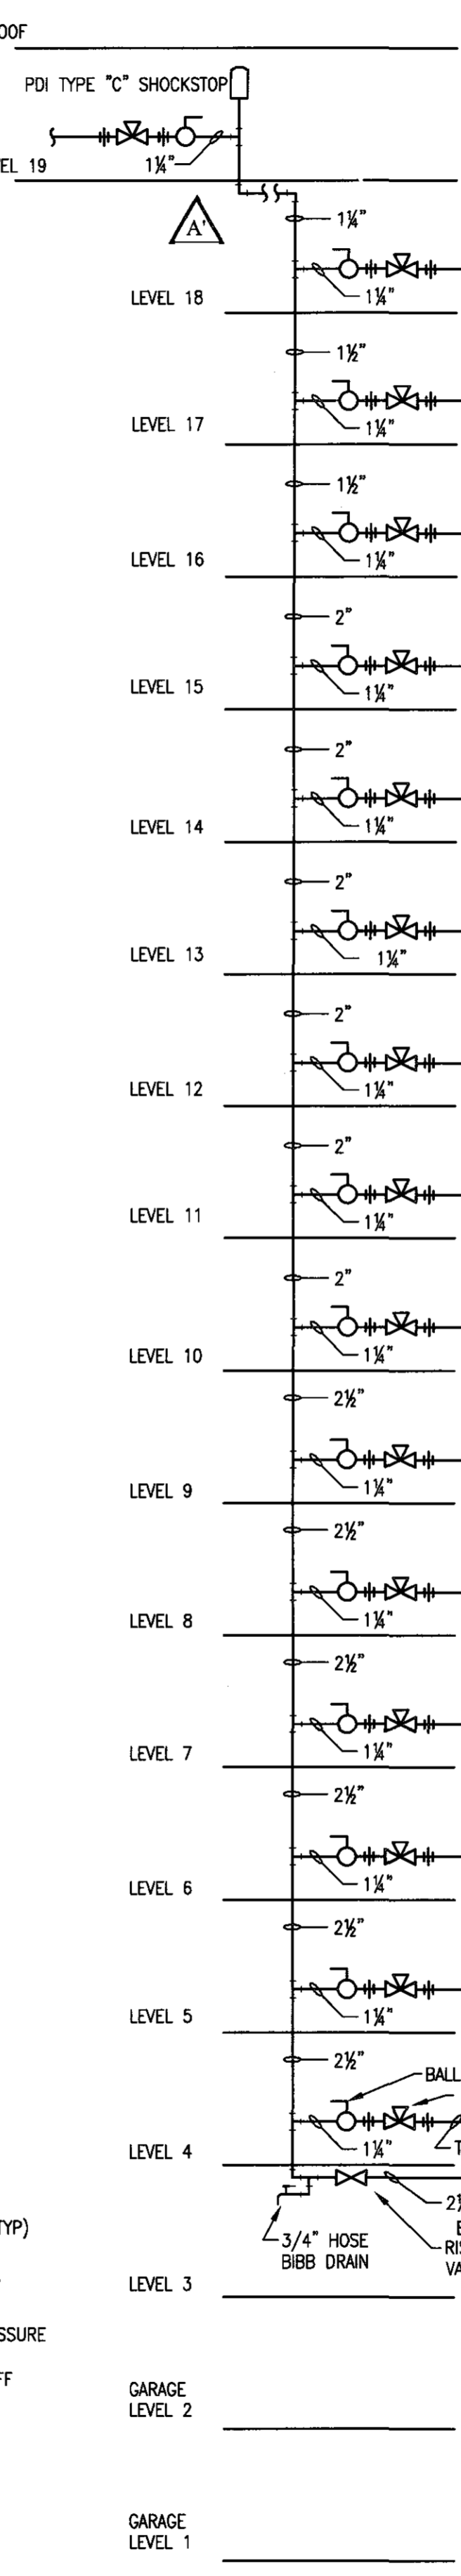 OOF
PDI TYPE "C" SHOCKSTOP
EL 19
1¼"
A'
1¼"
1¼"
LEVEL 18
1½"
1¼"
LEVEL 17
1½"
1¼"
LEVEL 16
2"
1¼"
LEVEL 15
2"
1¼"
LEVEL 14
2"
1¼"
LEVEL 13
2"
1¼"
LEVEL 12
2"
1¼"
LEVEL 11
2"
1¼"
LEVEL 10
2½"
1¼"
LEVEL 9
2½"
1¼"
LEVEL 8
2½"
1¼"
LEVEL 7
2½"
1¼"
LEVEL 6
2½"
1¼"
LEVEL 5
2½"
BALL
1¼"
T
LEVEL 4
TYP)
3/4" HOSE
BIBB DRAIN
RIS
VA
LEVEL 3
SSURE
FF
GARAGE
LEVEL 2
GARAGE
LEVEL 1